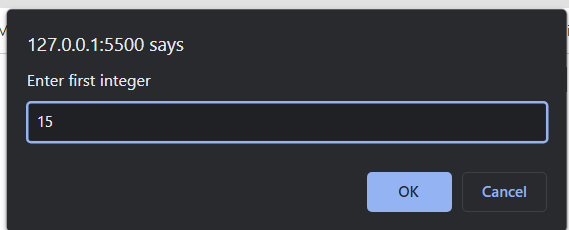 127.0.0.1:5500 says
Enter first integer
15
OK
Cancel